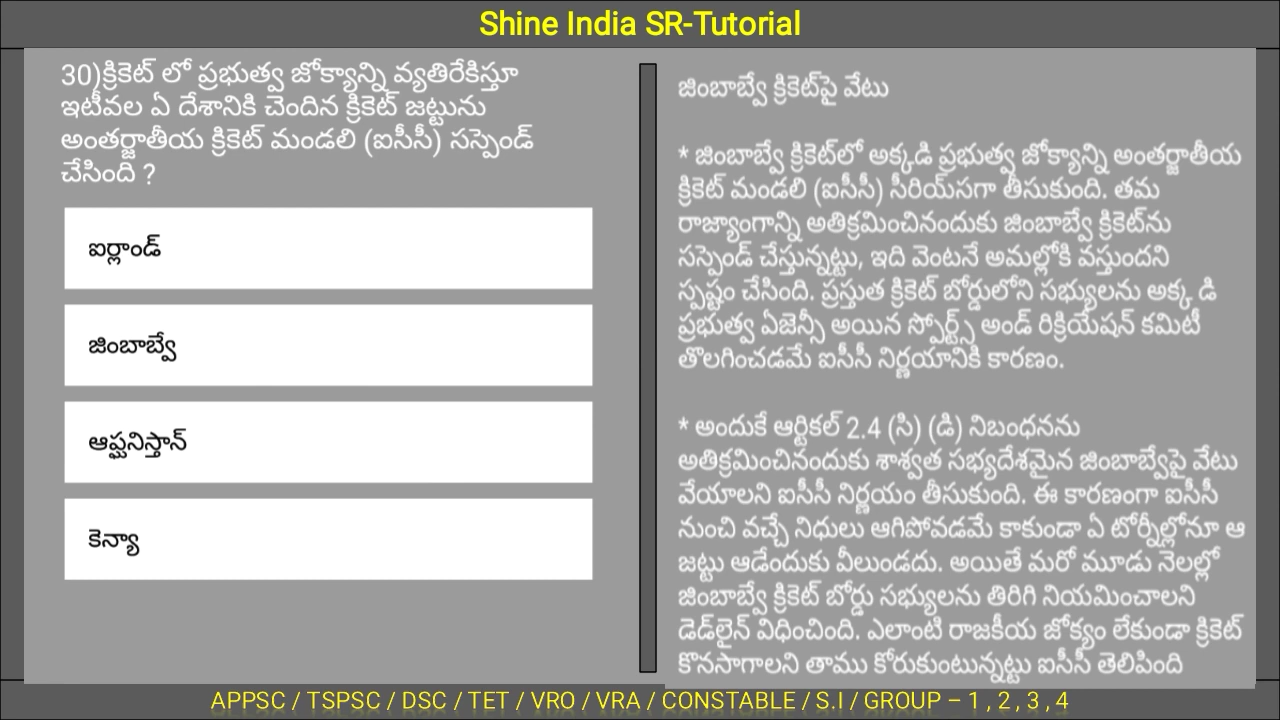 Shine India SR-Tutorial
30)క్రికెట్ లో ప్రభుత్వ జోక్యాన్ని వ్యతిరేకిస్తూ
ఇటీవల ఏ దేశానికి చెందిన క్రికెట్ జట్టును
అంతర్జాతీయ క్రికెట్ మండలి (ఐసీసీ) సస్పెండ్
చేసింది ?
ఐర్లాండ్
జింబాబ్వే
ఆప్ఘనిస్తాన్
కెన్యా
జింబాబ్వే క్రికెట్‌పై వేటు
* జింబాబ్వే క్రికెట్‌లో అక్కడి ప్రభుత్వ జోక్యాన్ని అంతర్జాతీయ
క్రికెట్ మండలి (ఐసీసీ) సీరియ్‌సగా తీసుకుంది. తమ
రాజ్యాంగాన్ని అతిక్రమించినందుకు జింబాబ్వే క్రికెట్‌ను
సస్పెండ్ చేస్తున్నట్టు, ఇది వెంటనే అమల్లోకి వస్తుందని
స్పష్టం చేసింది. ప్రస్తుత క్రికెట్ బోర్డులోని సభ్యులను అక్క డి
ప్రభుత్వ ఏజెన్సీ అయిన స్పోర్ట్స్ అండ్ రిక్రియేషన్ కమిటీ
తొలగించడమే ఐసీసీ నిర్ణయానికి కారణం.
* అందుకే ఆర్టికల్ 2.4 (సి) (డి) నిబంధనను
అతిక్రమించినందుకు శాశ్వత సభ్యదేశమైన జింబాబ్వేపై వేటు
వేయాలని ఐసీసీ నిర్ణయం తీసుకుంది. ఈ కారణంగా ఐసీసీ
నుంచి వచ్చే నిధులు ఆగిపోవడమే కాకుండా ఏ టోర్నీల్లోనూ ఆ
జట్టు ఆడేందుకు వీలుండదు. అయితే మరో మూడు నెలల్లో
జింబాబ్వే క్రికెట్ బోర్డు సభ్యులను తిరిగి నియమించాలని
డెడ్‌లైన్ విధించింది. ఎలాంటి రాజకీయ జోక్యం లేకుండా క్రికెట్
కొనసాగాలని తాము కోరుకుంటున్నట్టు ఐసీసీ తెలిపింది
APPSC / TSPSC / DSC / TET / VRO / VRA / CONSTABLE / S.I / GROUP – 1 , 2 , 3 , 4